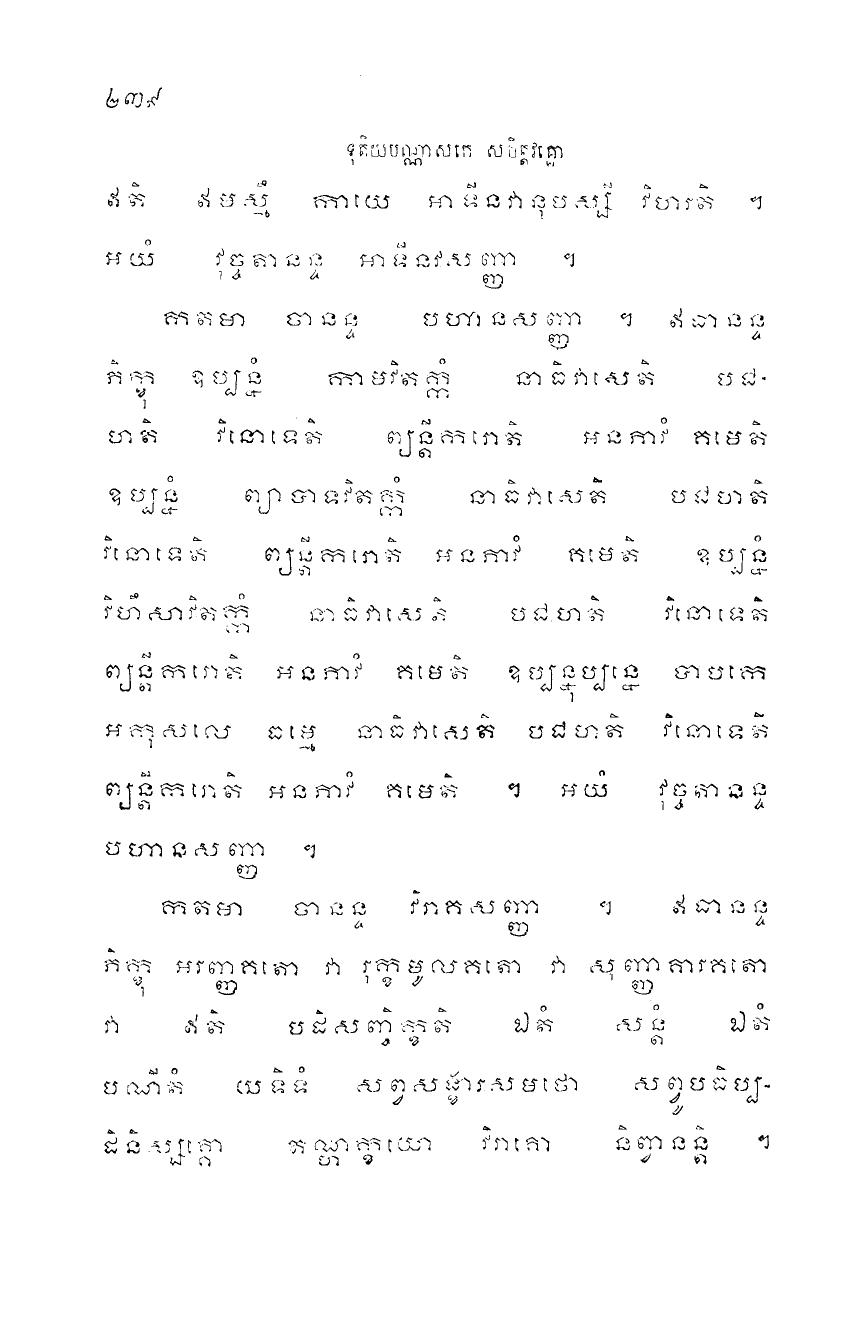 ២៣៩
ទុតិយបណ្ណាសកេ សចិត្តវគ្គោ
ឥតិ ឥមស្មឹ កាយេ អាទីនវានុបស្សី វិហរតិ ។
អយំ វុច្ចតានន្ទ អាទីនវសញ្ញា ។
កតមា ចានន្ទ បហានសញ្ញា ។ ឥធានន្ទ
ភិក្ខុ ឧប្បន្នំ កាមវិតក្កំ នាធិវាសេតិ បជ-
ហតិ វិនោទេតិ ព្យន្តីករោតិ អនភាវំ គមេតិ
ឧប្បន្នំ ព្យាបាទវិតក្កំ នាធិវាសេតិ បជហតិ
វិនោទេតិ ព្យន្តីករោតិ អនភាវំ គមេតិ ឧប្បន្នំ
វិហឹសាវិតក្កំ នាធិវាសេតិ បជហតិ វិនោទេតិ
ព្យន្តីករោតិ អនភាវំ គមេតិ ឧប្បន្នុប្បន្នេ បាបកេ
អកុសលេ ធម្មេ នាធិវាសេតិ បជហតិ វិនោទេតិ
ព្យន្តីករោតិ អនភាវំ គមេតិ ។ អយំ វុច្ចតានន្ទ
បហានសញ្ញា ។
កតមា ចានន្ទ វិរាគសញ្ញា ។ ឥធានន្ទ
ភិក្ខុ អរញ្ញគតោ វា រុក្ខមូលគតោ វា សុញ្ញាគារគតោ
វា ឥតិ បដិសញ្ចិក្ខតិ ឯតំ សន្តំ ឯតំ
បណីតំ យទិទំ សព្វសង្ខារសមថោ សព្វូបធិប្ប-
ដិនិស្សគ្គោ តណ្ហក្ខយោ វិរាគោ និព្វានន្តិ ។